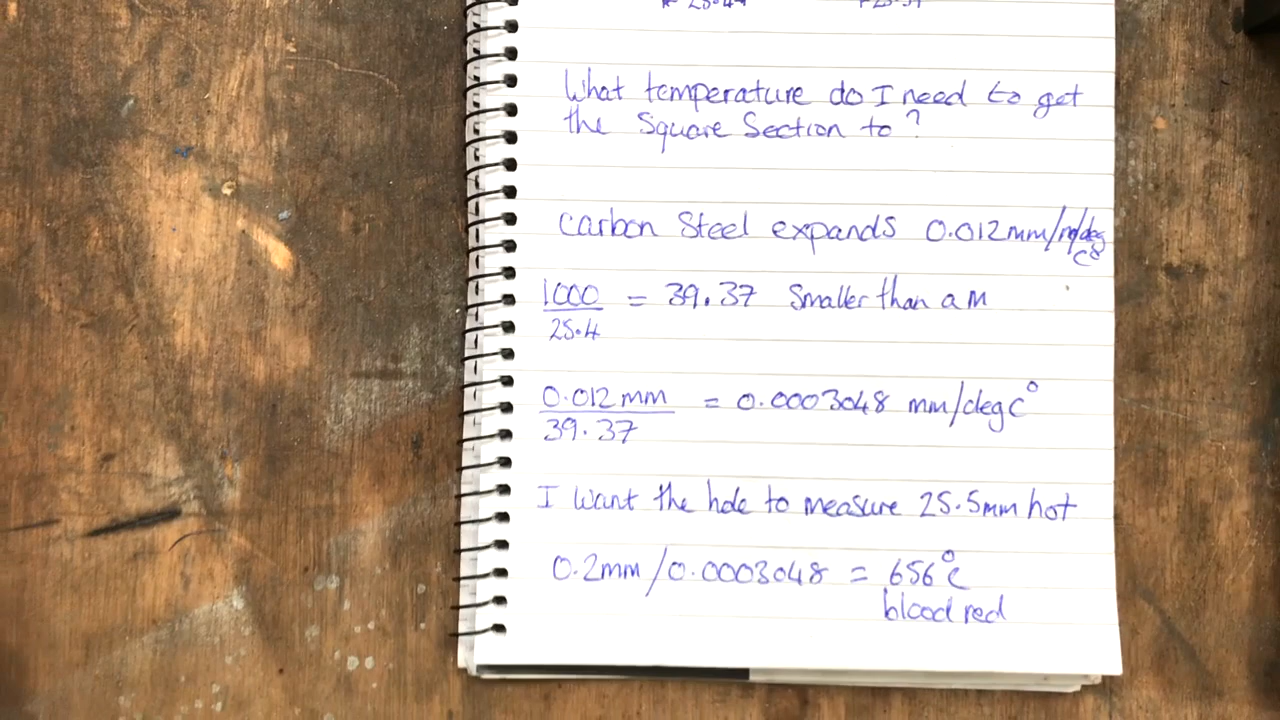 What temperature do I need to get
the Square Section to?
Carbon Steel expands 0.012mm/m/deg
C°
1000 = 39.37 Smaller than a M
25.4
0.012mm = 0.0003048 mm/degC°
39.37
I want the hole to measure 25.5mm hot
0.2mm/0.0003048 = 656°C
blood red